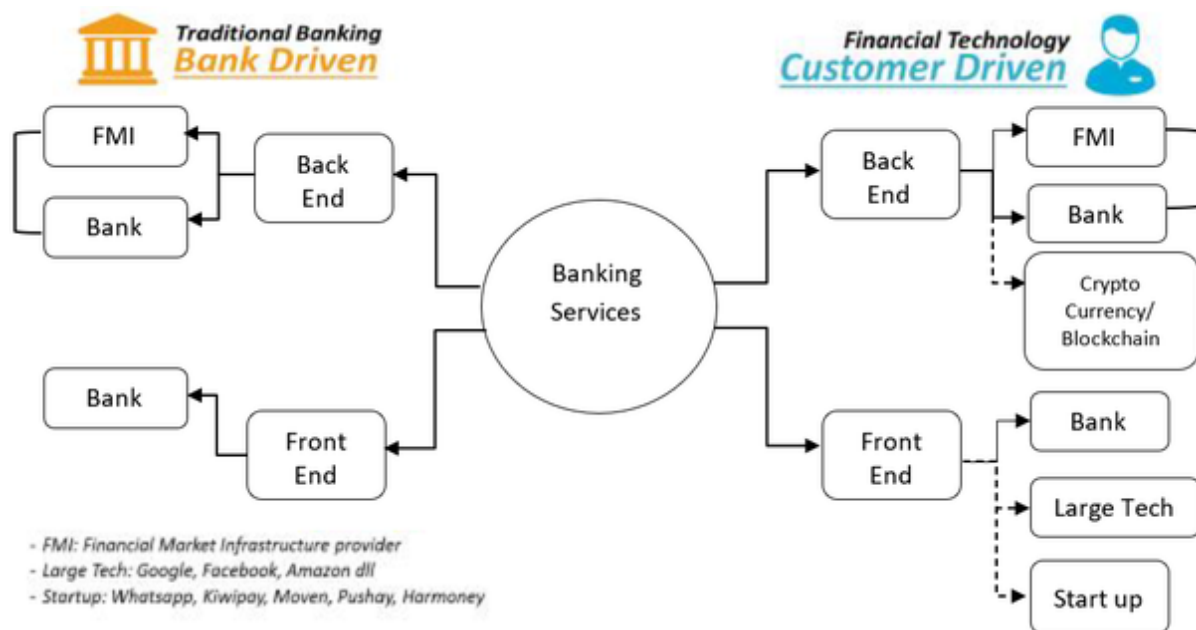 Traditional Banking
Bank Driven
Financial Technology
Customer Driven
FMI
Bank
Back
End
Bank
Front
End
Banking
Services
Back
End
FMI
Bank
Crypto
Currency/
Blockchain
Front
End
Bank
Large Tech
Start up
- FMI: Financial Market Infrastructure provider
- Large Tech: Google, Facebook, Amazon dll
- Startup: Whatsapp, Kiwipay, Moven, Pushay, Harmoney